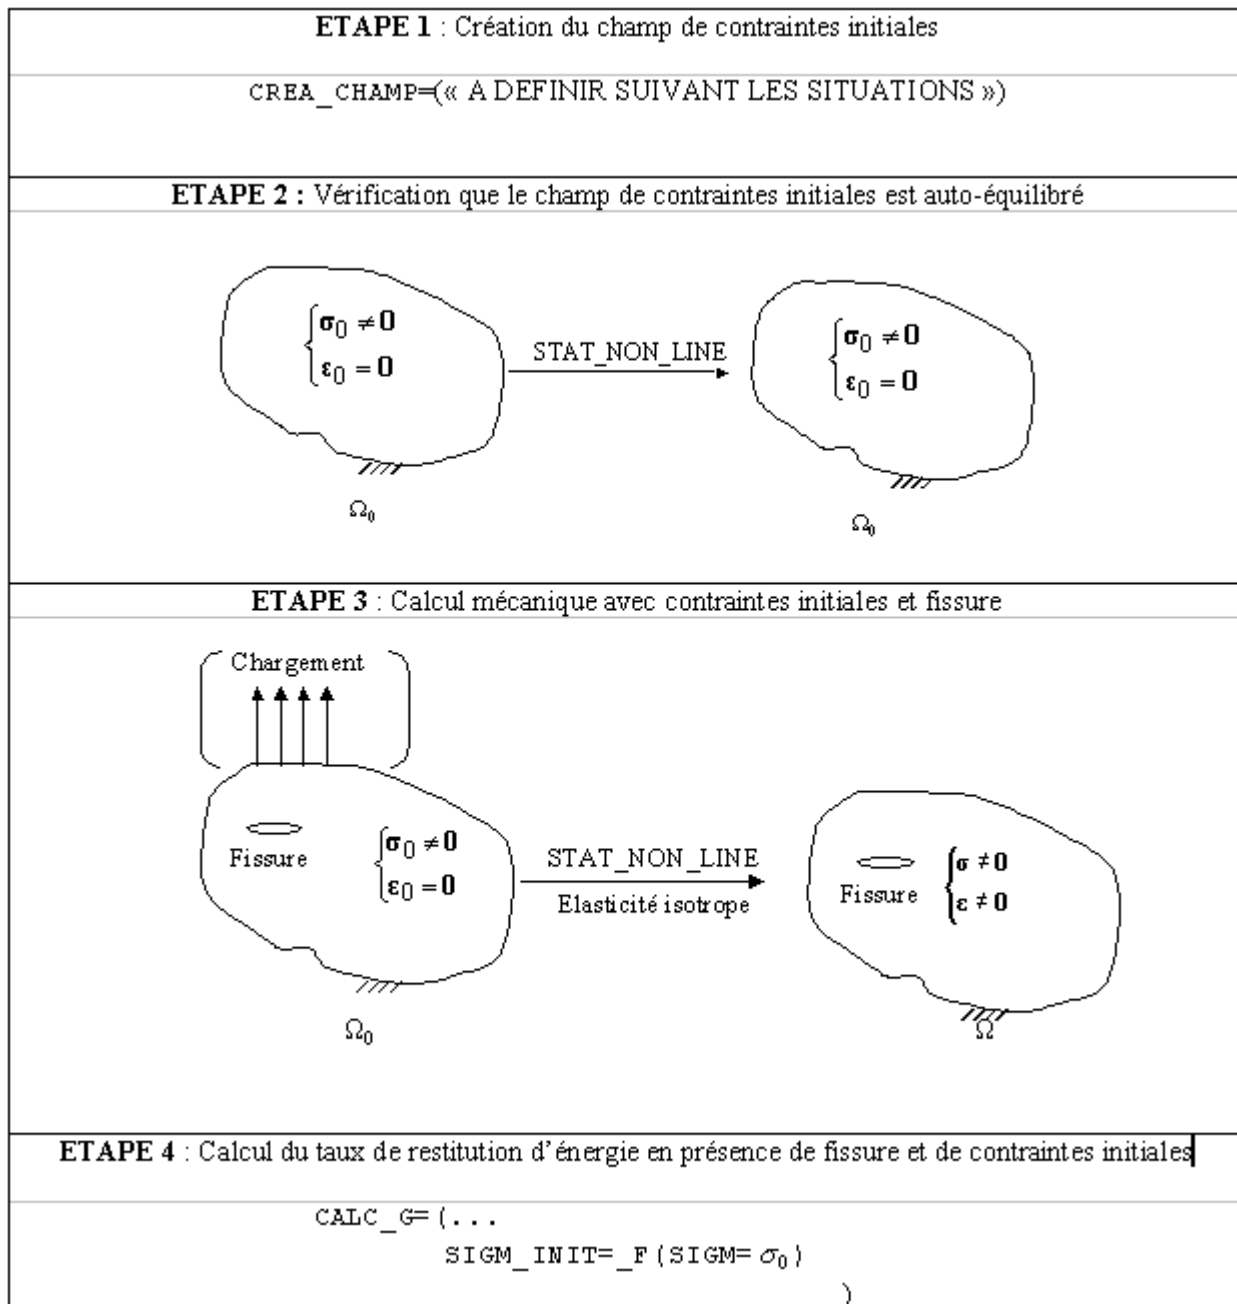 ETAPE 1 : Création du champ de contraintes initiales
CREA_CHAMP=(« A DEFINIR SUIVANT LES SITUATIONS »)
ETAPE 2 : Vérification que le champ de contraintes initiales est auto-équilibré
σ₀ ≠ 0
ε₀ = 0
STAT_NON_LINE
σ₀ ≠ 0
ε₀ = 0
Ω₀
Ω₀
ETAPE 3 : Calcul mécanique avec contraintes initiales et fissure
Chargement
Fissure
σ₀ ≠ 0
ε₀ = 0
STAT_NON_LINE
Elasticité isotrope
Fissure
σ ≠ 0
ε ≠ 0
Ω₀
Ω
ETAPE 4 : Calcul du taux de restitution d'énergie en présence de fissure et de contraintes initiales
CALC_G=(...
SIGM_INIT=_F(SIGM= σ₀)
)